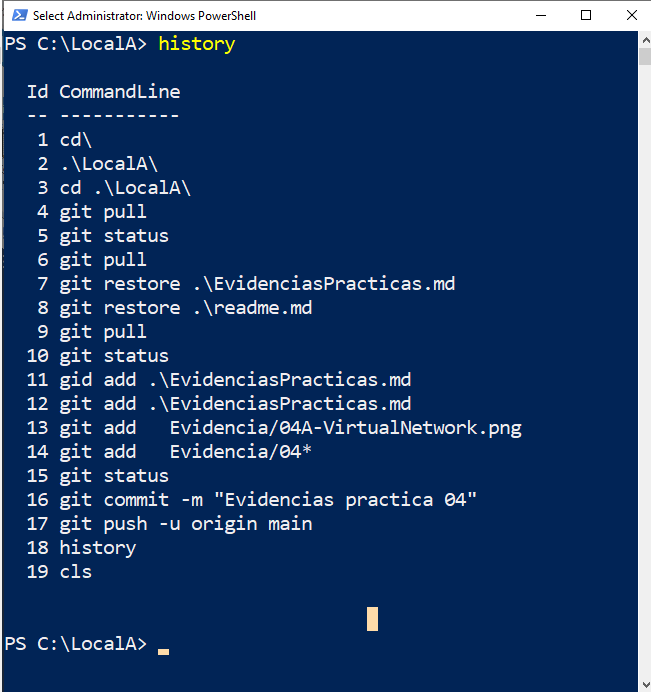 Select Administrator: Windows PowerShell
PS C:\LocalA> history
Id CommandLine
-- -----------
1 cd\
2 .\LocalA\
3 cd .\LocalA\
4 git pull
5 git status
6 git pull
7 git restore .\EvidenciasPracticas.md
8 git restore .\readme.md
9 git pull
10 git status
11 gid add .\EvidenciasPracticas.md
12 git add .\EvidenciasPracticas.md
13 git add   Evidencia/04A-VirtualNetwork.png
14 git add   Evidencia/04*
15 git status
16 git commit -m "Evidencias practica 04"
17 git push -u origin main
18 history
19 cls
PS C:\LocalA>